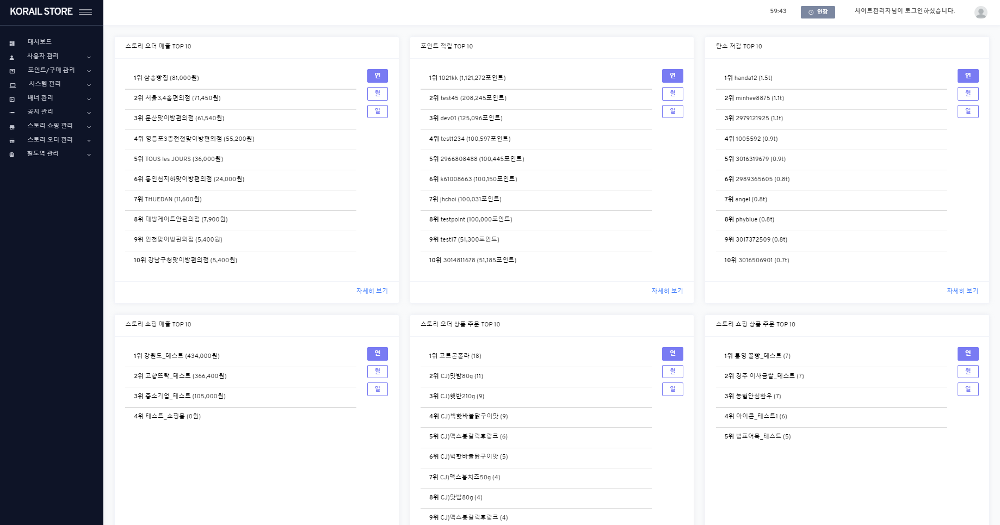 KORAIL STORE
59:43
연장
사이트관리자님이 로그인하셨습니다.
대시보드
사용자 관리
포인트/구매 관리
시스템 관리
배너 관리
공지 관리
스토리 쇼핑 관리
스토리 오더 관리
철도역 관리
스토리 오더 매출 TOP 10
1위 삼송빵집 (81,000원)
2위 서울3,4홈편의점 (71,450원)
3위 문산맞이방편의점 (61,540원)
4위 영등포3층전철맞이방편의점 (55,200원)
5위 TOUS les JOURS (36,000원)
6위 동인천지하맞이방편의점 (24,000원)
7위 THUEDAN (11,600원)
8위 대방게이트안편의점 (7,900원)
9위 인천맞이방편의점 (5,400원)
10위 강남구청맞이방편의점 (5,400원)
연
월
일
자세히 보기
포인트 적립 TOP 10
1위 1021kk (1,121,272포인트)
2위 test45 (208,245포인트)
3위 dev01 (125,096포인트)
4위 test1234 (100,597포인트)
5위 2966808488 (100,445포인트)
6위 k61008663 (100,150포인트)
7위 jhchoi (100,031포인트)
8위 testpoint (100,000포인트)
9위 test17 (51,300포인트)
10위 3014811678 (51,185포인트)
연
월
일
자세히 보기
탄소 저감 TOP 10
1위 handa12 (1.5t)
2위 minhee8875 (1.1t)
3위 2979121925 (1.1t)
4위 1005592 (0.9t)
5위 3016319679 (0.9t)
6위 2989365605 (0.8t)
7위 angel (0.8t)
8위 phyblue (0.8t)
9위 3017372509 (0.8t)
10위 3016506901 (0.7t)
연
월
일
자세히 보기
스토리 쇼핑 매출 TOP 10
1위 강원도_테스트 (434,000원)
2위 고향뜨락_테스트 (366,400원)
3위 중소기업_테스트 (105,000원)
4위 테스트_쇼핑몰 (0원)
연
월
일
스토리 오더 상품 주문 TOP 10
1위 고르곤졸라 (18)
2위 CJ)맛밤80g (11)
3위 CJ)햇반210g (9)
4위 CJ)빅핫바불닭구이맛 (9)
5위 CJ)맥스봉갈릭후랑크 (6)
6위 CJ)빅핫바불닭구이맛 (5)
7위 CJ)맥스봉치즈50g (4)
8위 CJ)맛밤80g (4)
9위 CJ)맥스봉갈릭후랑크 (4)
연
월
일
스토리 쇼핑 상품 주문 TOP 10
1위 통영 꿀빵_테스트 (7)
2위 경주 이사금쌀_테스트 (7)
3위 농협안심한우 (7)
4위 아이콘_테스트1 (6)
5위 범표어묵_테스트 (5)
연
월
일